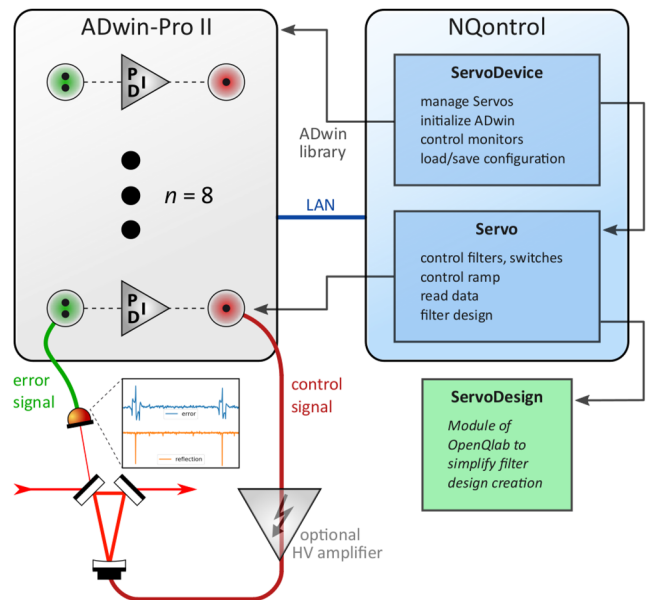 ADwin-Pro II
P
I
D
n = 8
P
I
D
NQontrol
ServoDevice
manage Servos
initialize ADwin
control monitors
load/save configuration
ADwin
library
LAN
Servo
control filters, switches
control ramp
read data
filter design
error
signal
error
reflection
control
signal
ServoDesign
Module of
OpenQlab to
simplify filter
design creation
optional
HV amplifier